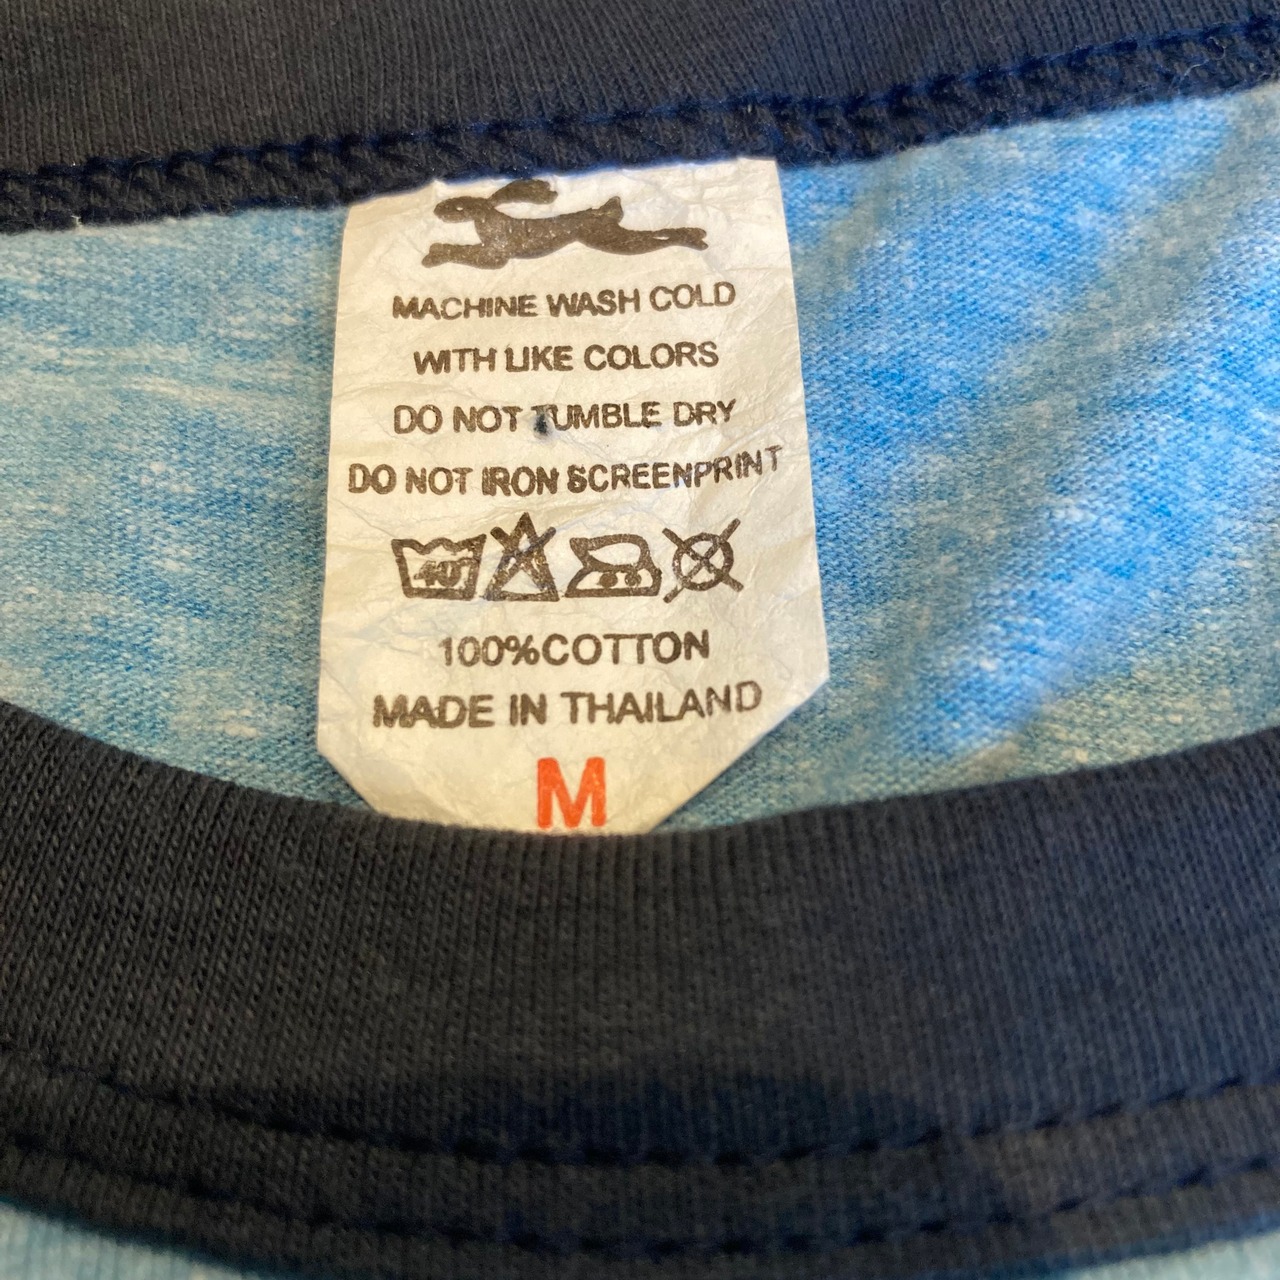 MACHINE WASH COLD
WITH LIKE COLORS
DO NOT TUMBLE DRY
DO NOT IRON SCREENPRINT
40°
100%COTTON
MADE IN THAILAND
M